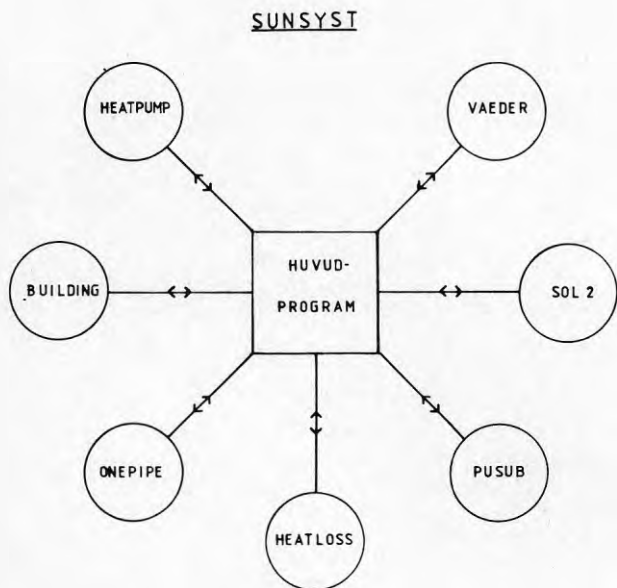 SUNSYST
HEATPUMP
VAEDER
BUILDING
HUVUD-
PROGRAM
SOL 2
ONEPIPE
PUSUB
HEATLOSS